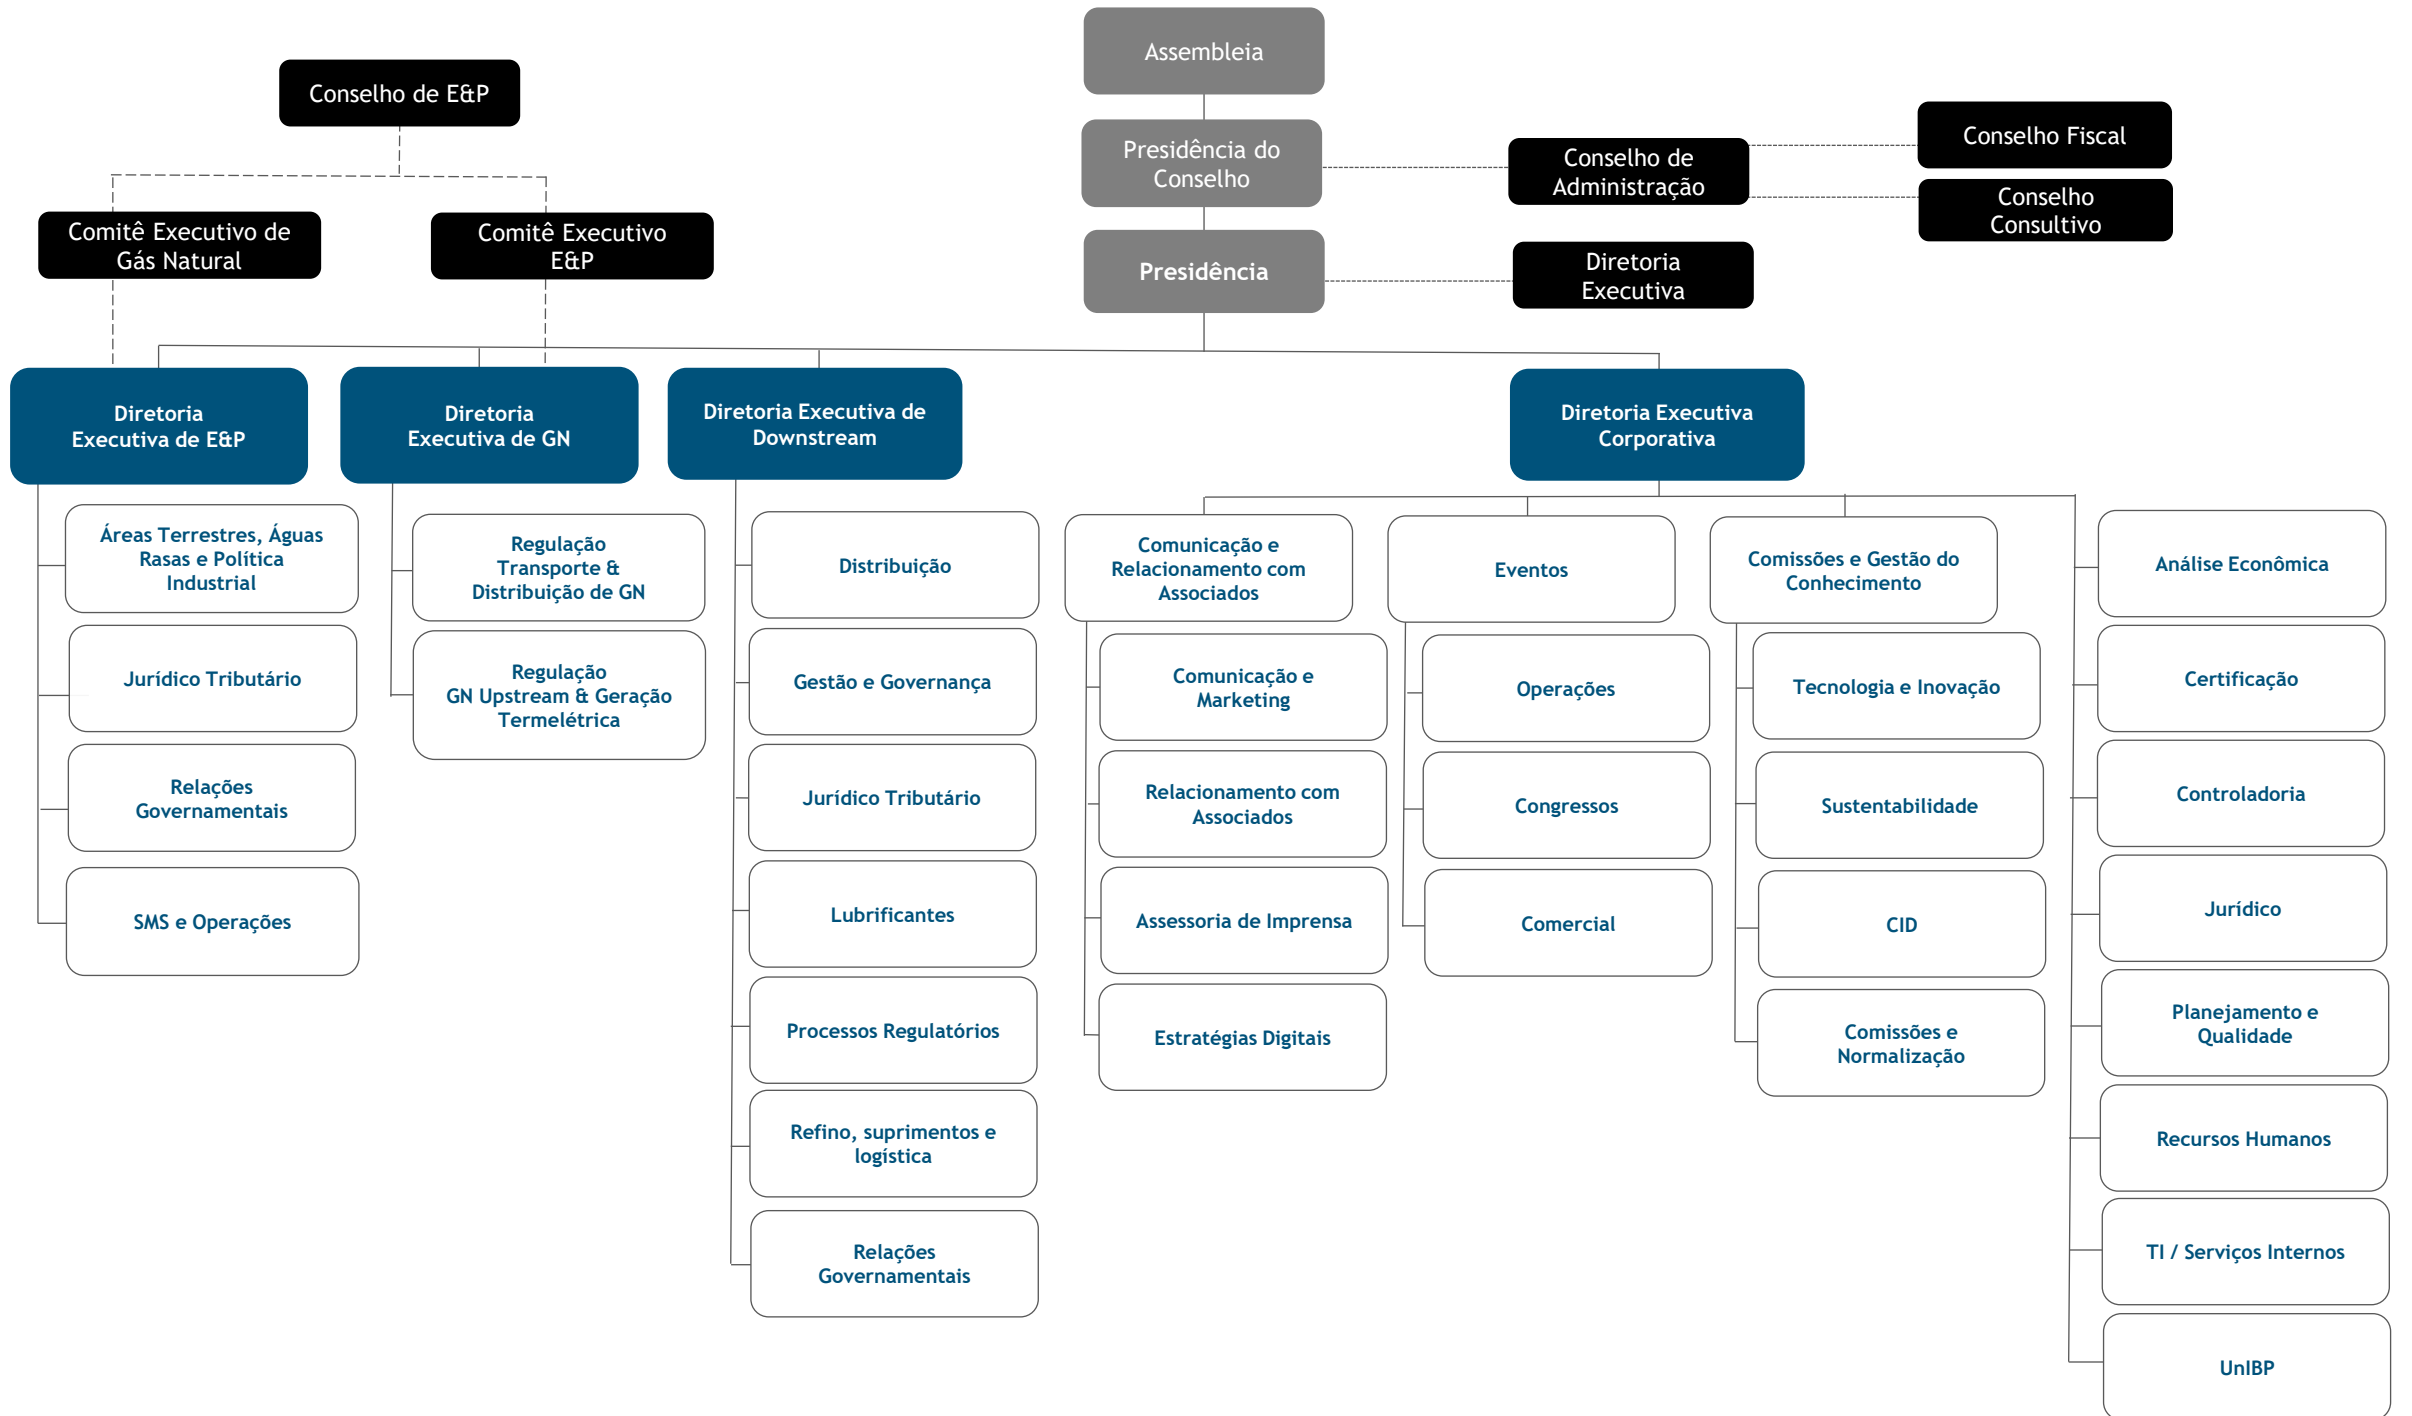 Assembleia
Conselho de E&P
Presidência do
Conselho
Conselho de
Administração
Conselho Fiscal
Conselho
Consultivo
Comitê Executivo de
Gás Natural
Comitê Executivo
E&P
Presidência
Diretoria
Executiva
Diretoria
Executiva de E&P
Diretoria
Executiva de GN
Diretoria Executiva de
Downstream
Diretoria Executiva
Corporativa
Áreas Terrestres, Águas
Rasas e Política
Industrial
Jurídico Tributário
Relações
Governamentais
SMS e Operações
Regulação
Transporte &
Distribuição de GN
Regulação
GN Upstream & Geração
Termelétrica
Distribuição
Gestão e Governança
Jurídico Tributário
Lubrificantes
Processos Regulatórios
Refino, suprimentos e
logística
Relações
Governamentais
Comunicação e
Relacionamento com
Associados
Comunicação e
Marketing
Relacionamento com
Associados
Assessoria de Imprensa
Estratégias Digitais
Eventos
Operações
Congressos
Comercial
Comissões e Gestão do
Conhecimento
Tecnologia e Inovação
Sustentabilidade
CID
Comissões e
Normalização
Análise Econômica
Certificação
Controladoria
Jurídico
Planejamento e
Qualidade
Recursos Humanos
TI / Serviços Internos
UnIBP